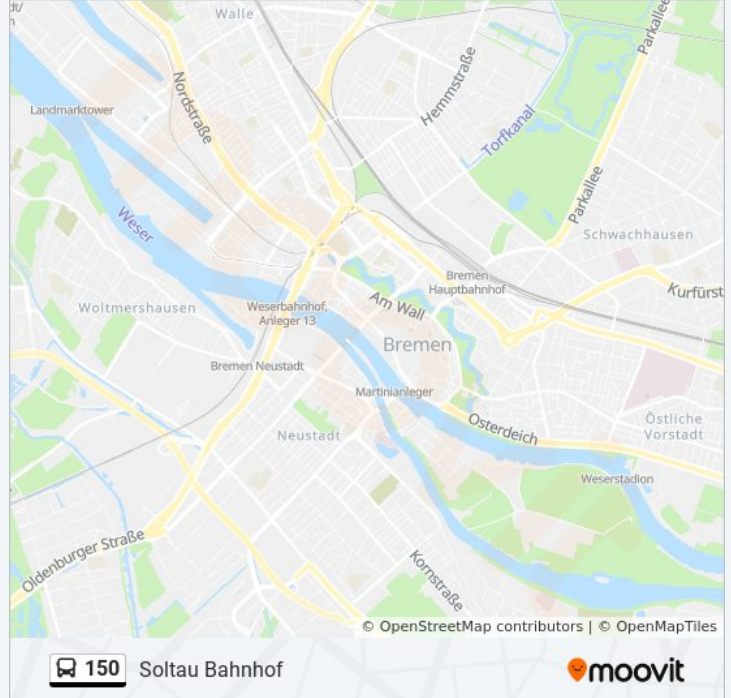 Walle
Parkallee
Nordstraße
Hemmstraße
Landmarktower
Torfkanal
Parkallee
Weser
Schwachhausen
Bremen
Hauptbahnhof
Kurfürst
Woltmershausen
Weserbahnhof,
Anleger 13
Am Wall
Bremen
Bremen Neustadt
Martinianleger
Neustadt
Osterdeich
Östliche
Vorstadt
Weserstadion
Oldenburger Straße
Kornstraße
© OpenStreetMap contributors | © OpenMapTiles
150 Soltau Bahnhof
moovit